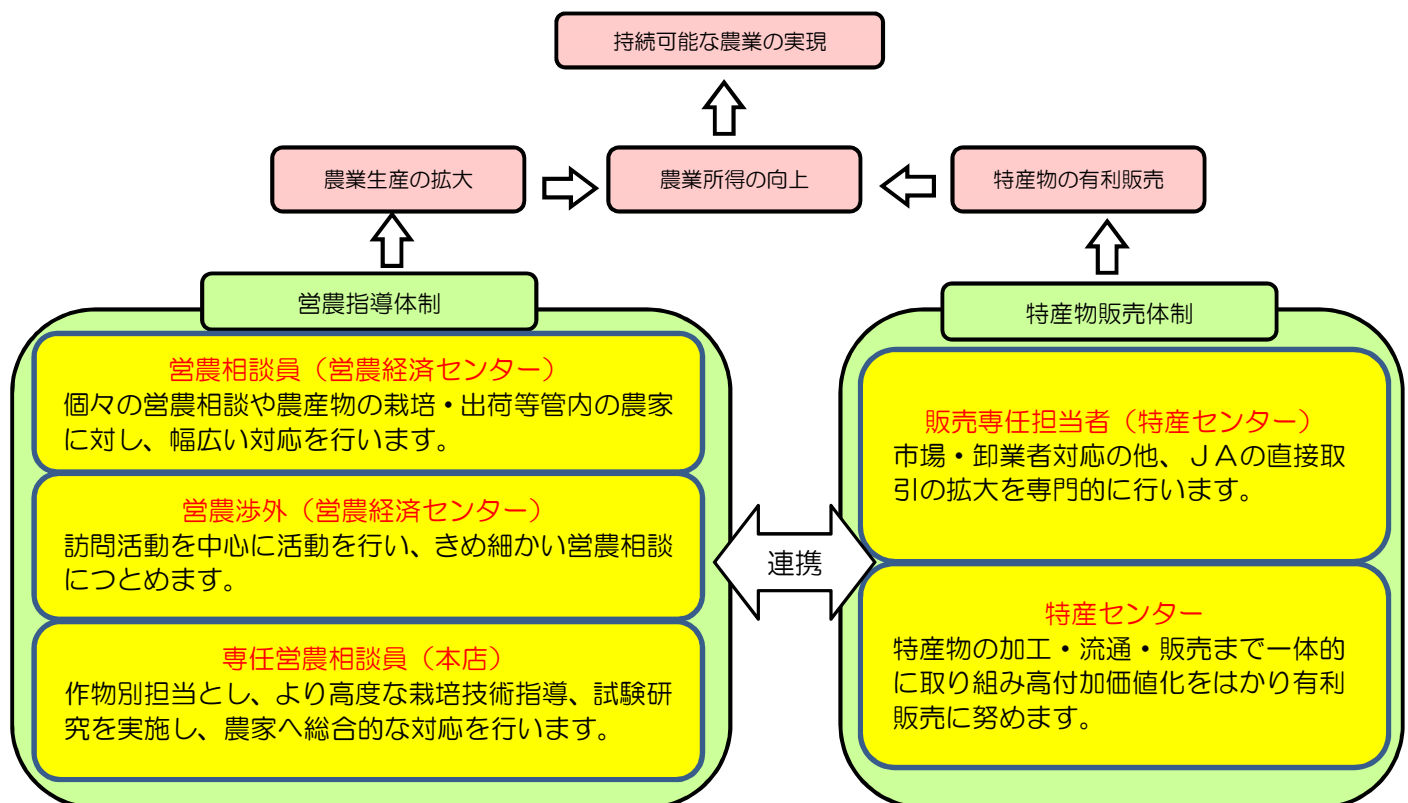 持続可能な農業の実現
農業生産の拡大
農業所得の向上
特産物の有利販売
営農指導体制
営農相談員（営農経済センター）
個々の営農相談や農産物の栽培・出荷等管内の農家
に対し、幅広い対応を行います。
営農渉外（営農経済センター）
訪問活動を中心に活動を行い、きめ細かい営農相談
につとめます。
専任営農相談員（本店）
作物別担当とし、より高度な栽培技術指導、試験研
究を実施し、農家へ総合的な対応を行います。
連携
特産物販売体制
販売専任担当者（特産センター）
市場・卸業者対応の他、ＪＡの直接取
引の拡大を専門的に行います。
特産センター
特産物の加工・流通・販売まで一体的
に取り組み高付加価値化をはかり有利
販売に努めます。